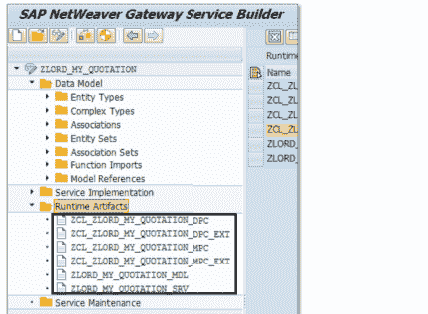 SAP NetWeaver Gateway Service Builder
ZLORD_MY_QUOTATION
Data Model
Entity Types
Complex Types
Associations
Entity Sets
Association Sets
Function Imports
Model References
Service Implementation
Runtime Artifacts
ZCL_ZLORD_MY_QUOTATION_DPC
ZCL_ZLORD_MY_QUOTATION_DPC_EXT
ZCL_ZLORD_MY_QUOTATION_MPC
ZCL_ZLORD_MY_QUOTATION_MPC_EXT
ZLORD_MY_QUOTATION_MDL
ZLORD_MY_QUOTATION_SRV
Service Maintenance
Runtime
Name
ZCL_ZL
ZCL_ZL
ZCL_ZL
ZCL_ZL
ZLORD_
ZLORD_